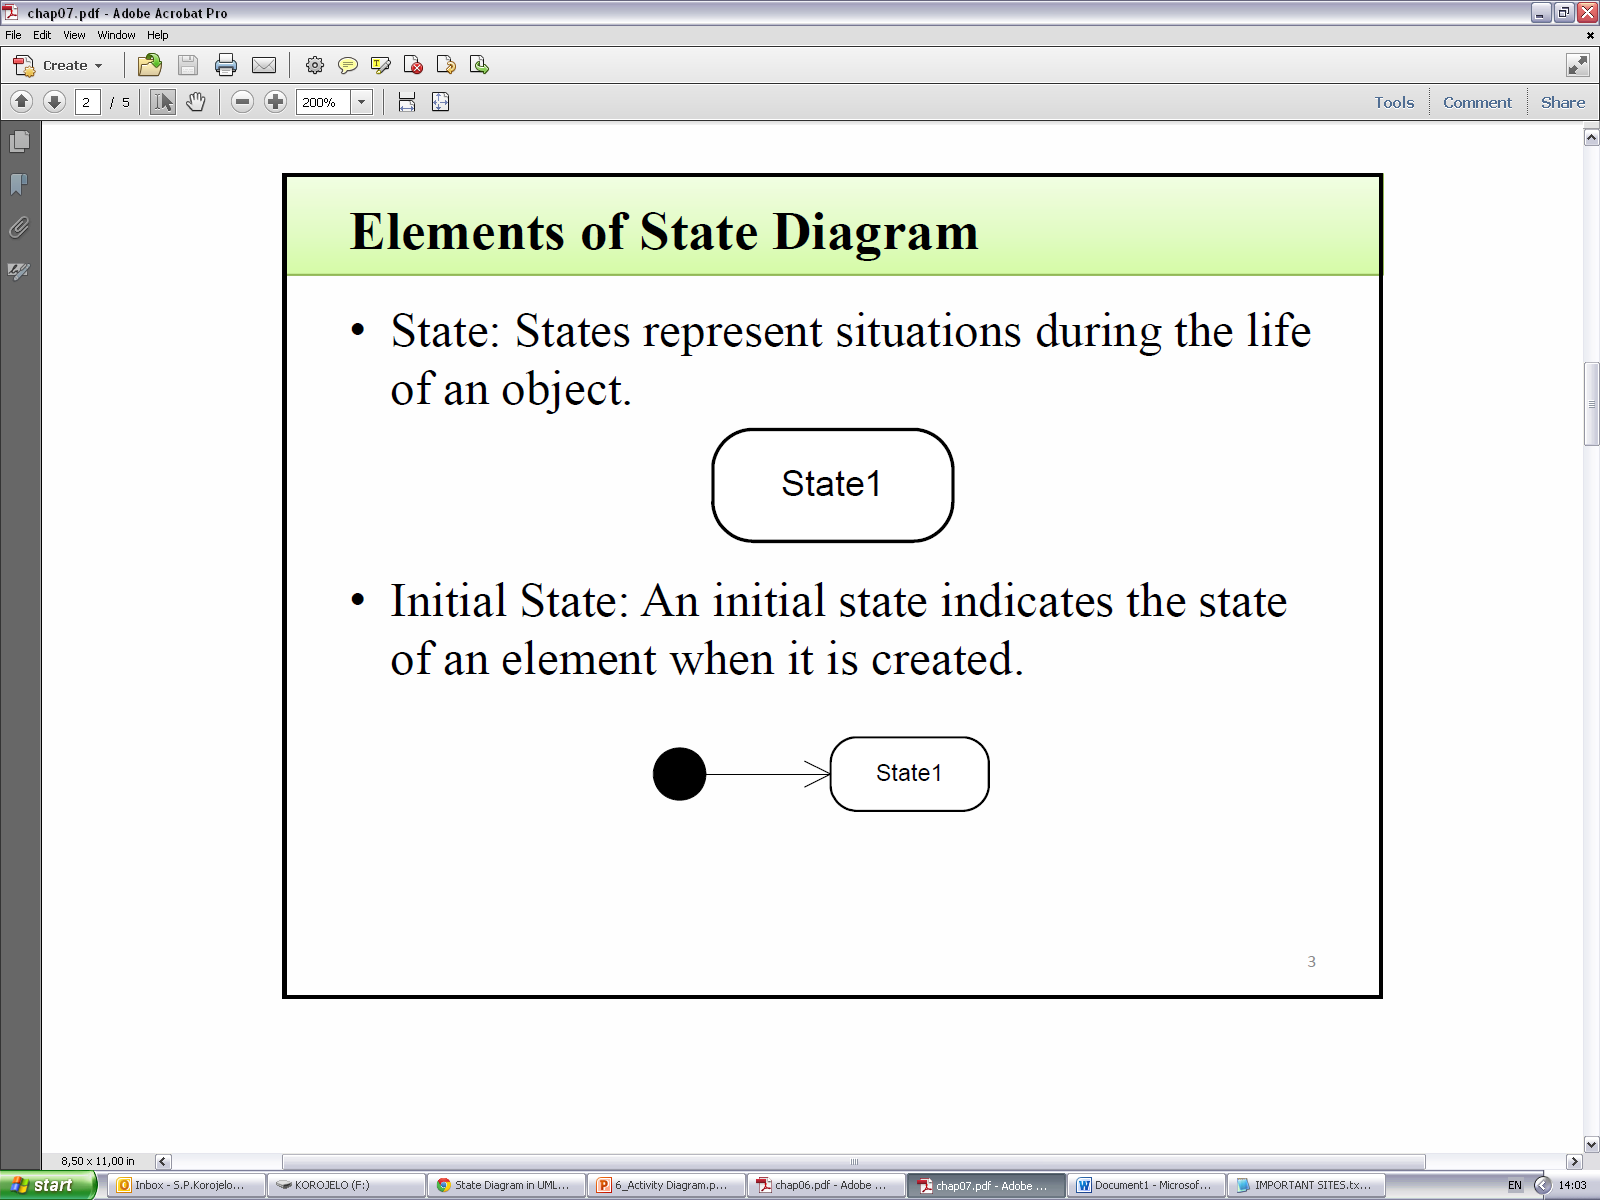 chap07.pdf - Adobe Acrobat Pro
File Edit View Window Help
Create
2 / 5 200% Tools Comment Share
Elements of State Diagram
• State: States represent situations during the life
of an object.
State1
• Initial State: An initial state indicates the state
of an element when it is created.
State1
3
8,50 x 11,00 in
start Inbox - S.P.Korojelo... KOROJELO (F:) State Diagram in UML... 6_Activity Diagram.p... chap06.pdf - Adobe ... chap07.pdf - Adobe ... Document1 - Microsof... IMPORTANT SITES.tx... EN 14:03